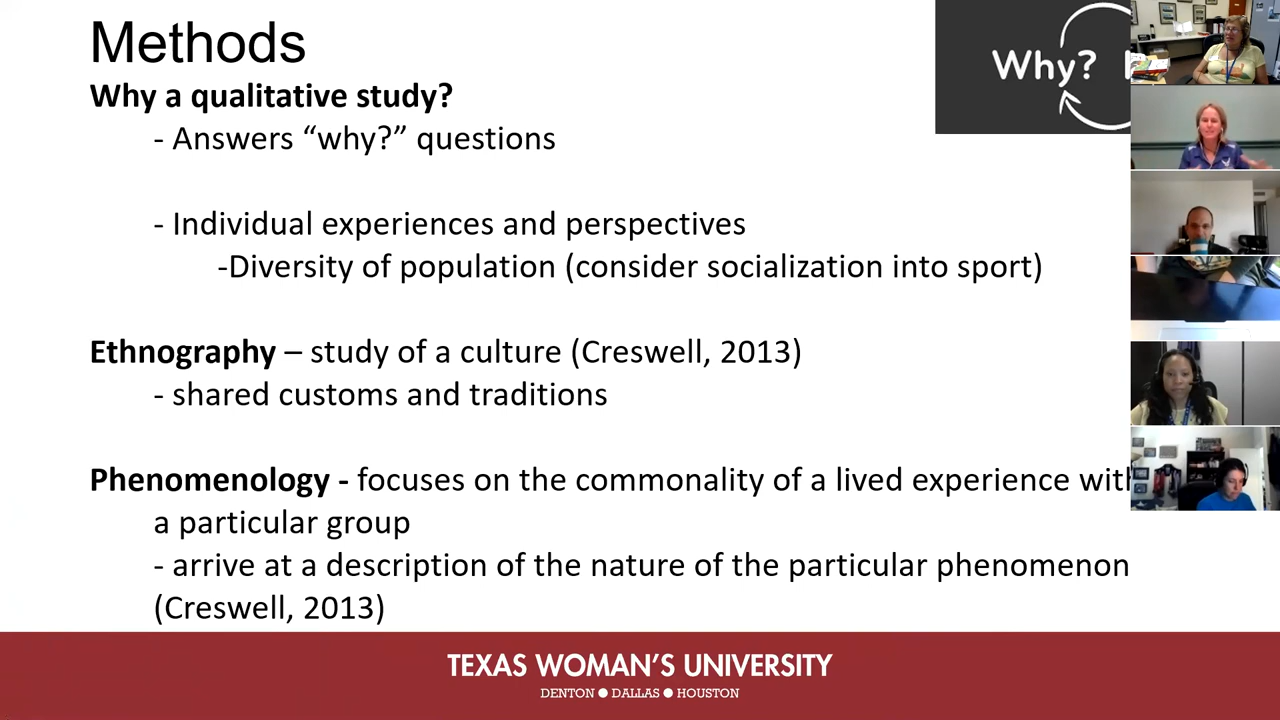 Methods
Why?
Why a qualitative study?
- Answers “why?” questions
- Individual experiences and perspectives
-Diversity of population (consider socialization into sport)
Ethnography – study of a culture (Creswell, 2013)
- shared customs and traditions
Phenomenology - focuses on the commonality of a lived experience
a particular group
- arrive at a description of the nature of the particular phenomenon
(Creswell, 2013)
TEXAS WOMAN'S UNIVERSITY
DENTON ● DALLAS ● HOUSTON